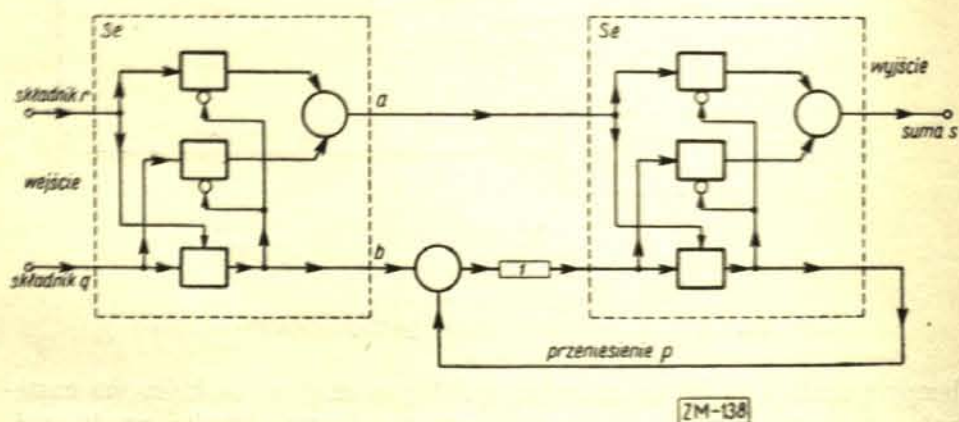 Se
Se
składnik r
a
wyjście
suma s
wejście
b
1
składnik q
przeniesienie p
ZM-138